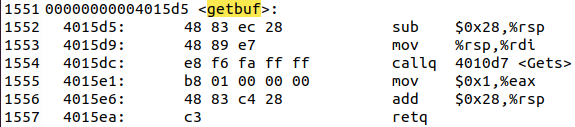 1551 00000000004015d5 <getbuf>:
1552   4015d5:       48 83 ec 28             sub    $0x28,%rsp
1553   4015d9:       48 89 e7                mov    %rsp,%rdi
1554   4015dc:       e8 f6 fa ff ff          callq  4010d7 <Gets>
1555   4015e1:       b8 01 00 00 00          mov    $0x1,%eax
1556   4015e6:       48 83 c4 28             add    $0x28,%rsp
1557   4015ea:       c3                      retq